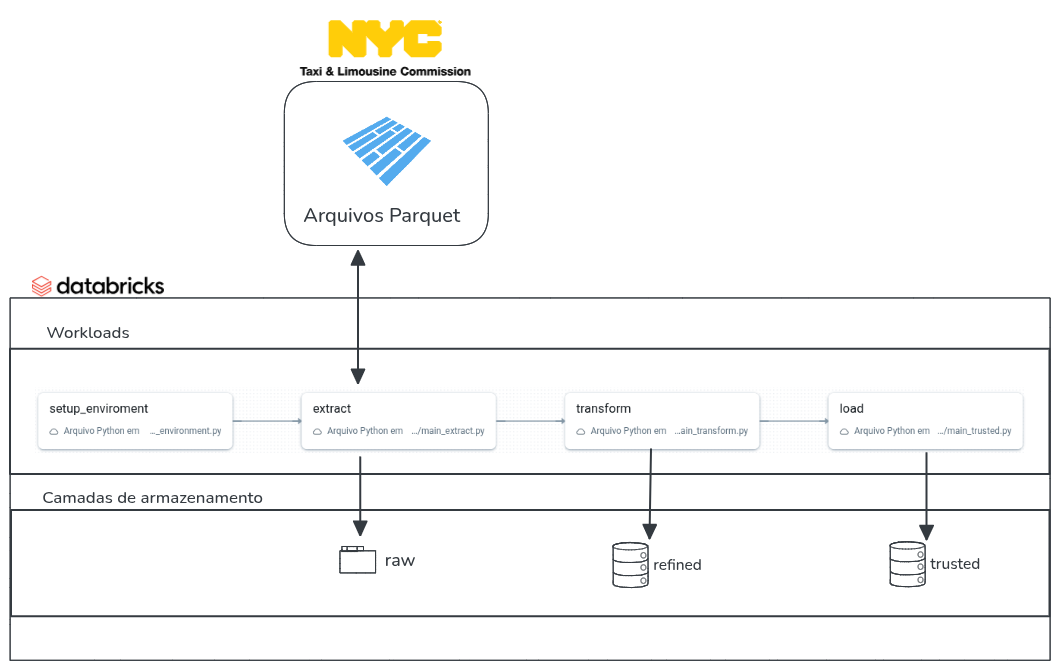 NYC
Taxi & Limousine Commission
Arquivos Parquet
databricks
Workloads
setup_enviroment
Arquivo Python em ..._environment.py
extract
Arquivo Python em .../main_extract.py
transform
Arquivo Python em ...ain_transform.py
load
Arquivo Python em .../main_trusted.py
Camadas de armazenamento
raw
refined
trusted